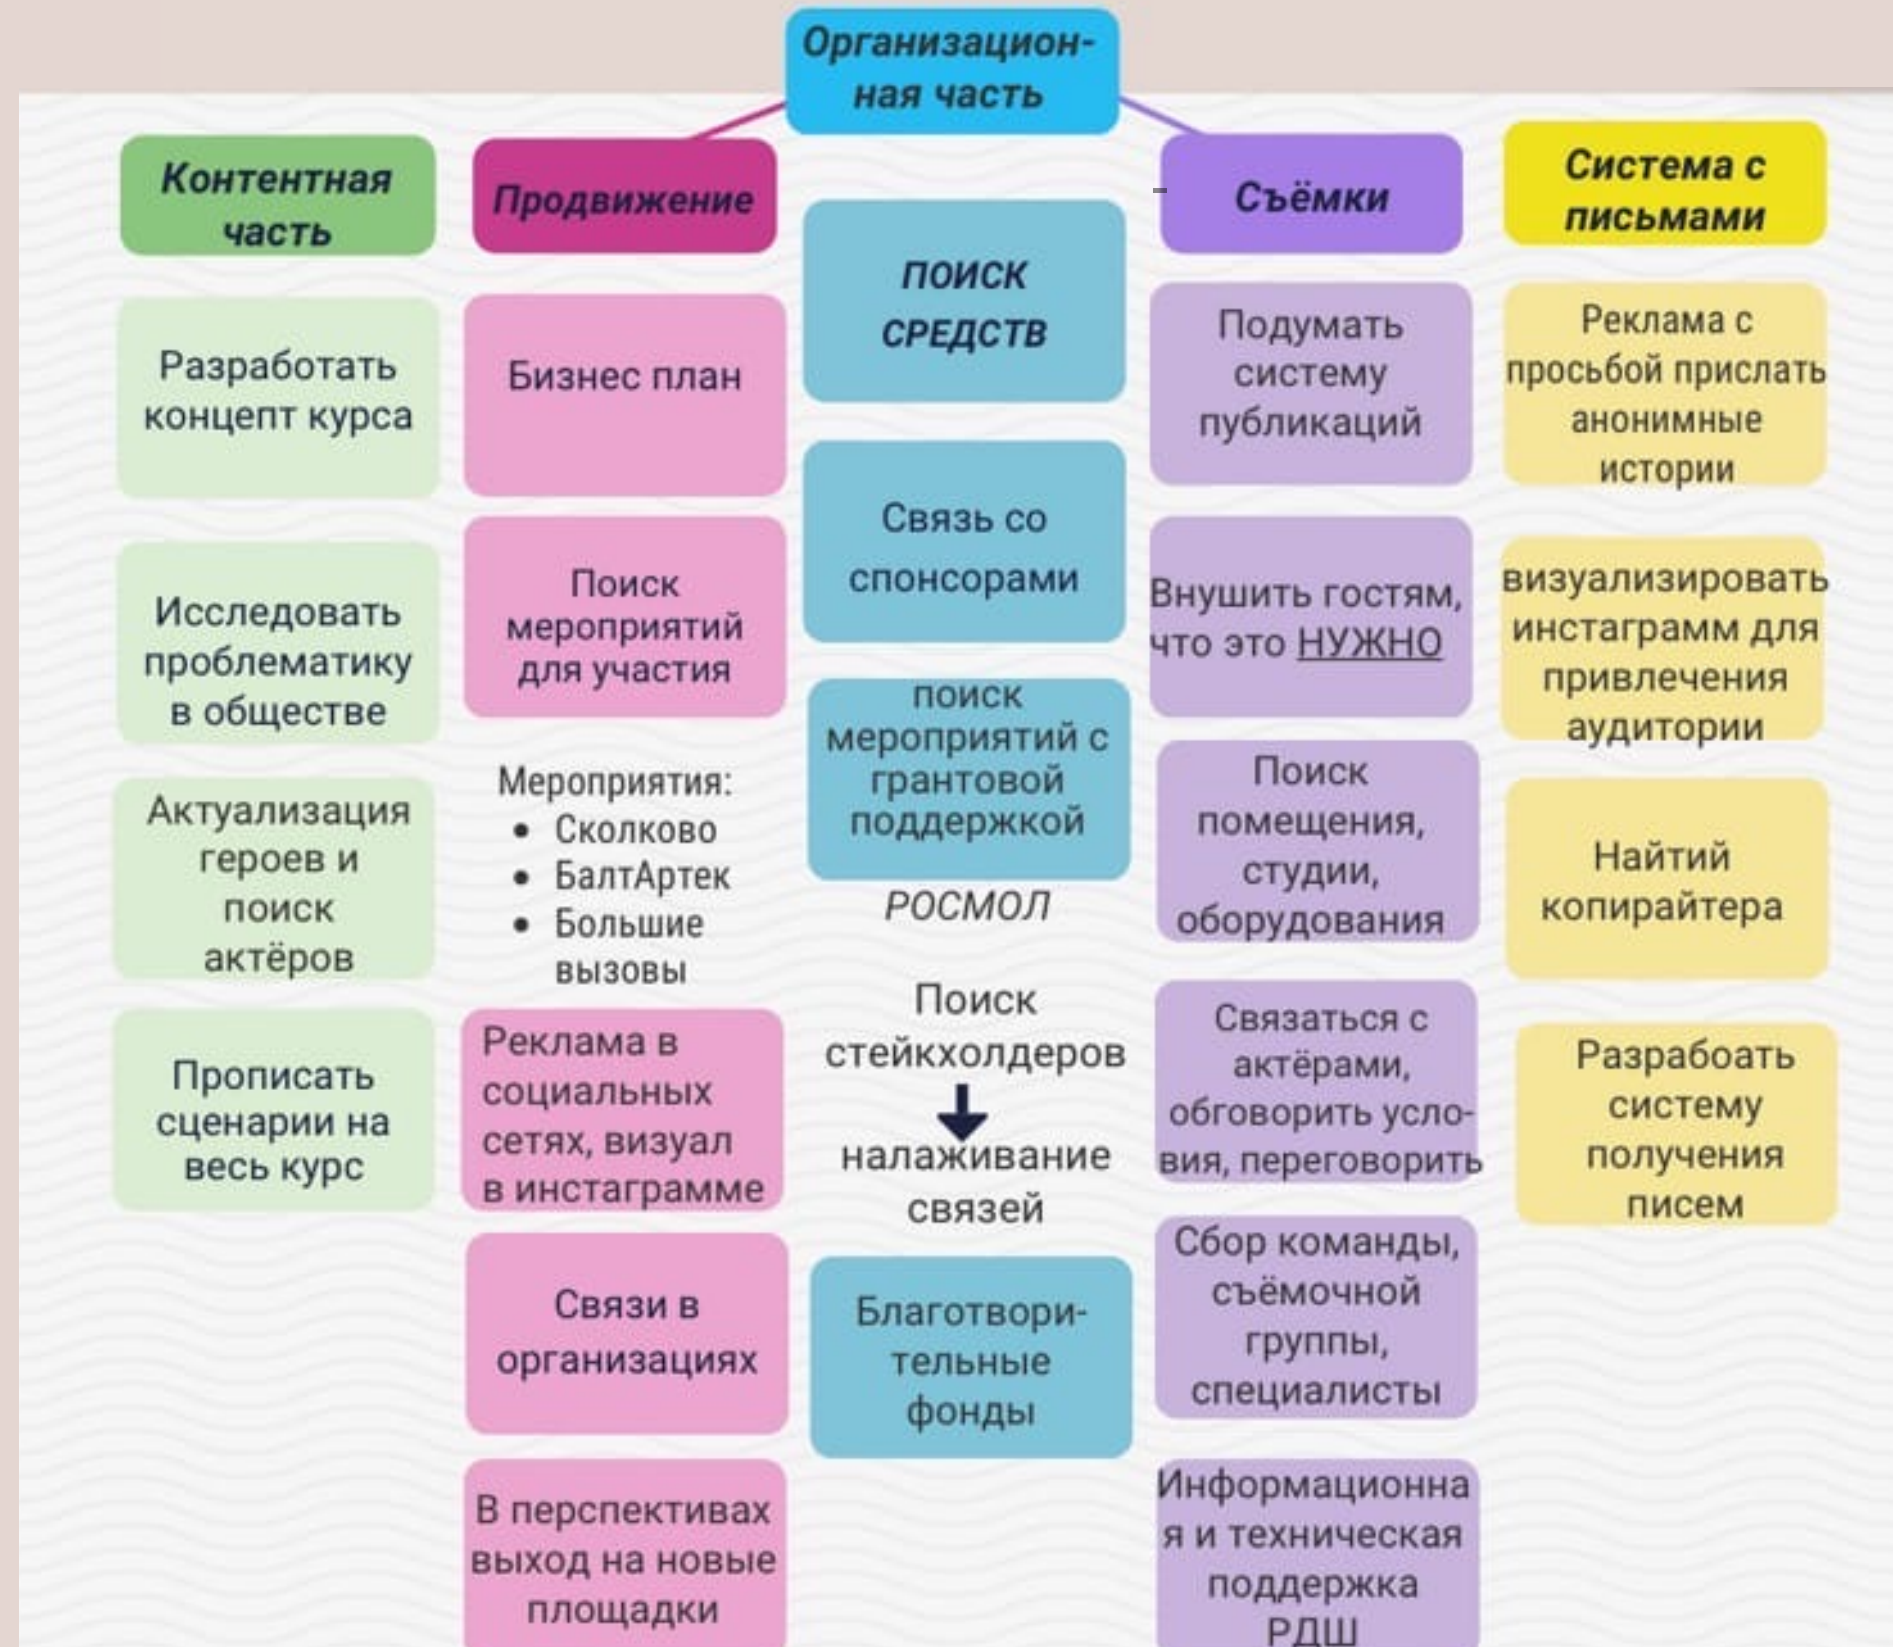 Организацион-
ная часть
Контентная
часть
Разработать
концепт курса
Исследовать
проблематику
в обществе
Актуализация
героев и
поиск
актёров
Прописать
сценарии на
весь курс
Продвижение
Бизнес план
Поиск
мероприятий
для участия
Мероприятия:
• Сколково
• БалтАртек
• Большие
вызовы
Реклама в
социальных
сетях, визуал
в инстаграмме
Связи в
организациях
В перспективах
выход на новые
площадки
ПОИСК
СРЕДСТВ
Связь со
спонсорами
поиск
мероприятий с
грантовой
поддержкой
РОСМОЛ
Поиск
стейкхолдеров
налаживание
связей
Благотвори-
тельные
фонды
-
Съёмки
Подумать
систему
публикаций
Внушить гостям,
что это НУЖНО
Поиск
помещения,
студии,
оборудования
Связаться с
актёрами,
обговорить усло-
вия, переговорить
Сбор команды,
съёмочной
группы,
специалисты
Информационна
я и техническая
поддержка
РДШ
Система с
письмами
Реклама с
просьбой прислать
анонимные
истории
визуализировать
инстаграмм для
привлечения
аудитории
Найтий
копирайтера
Разрабоать
систему
получения
писем